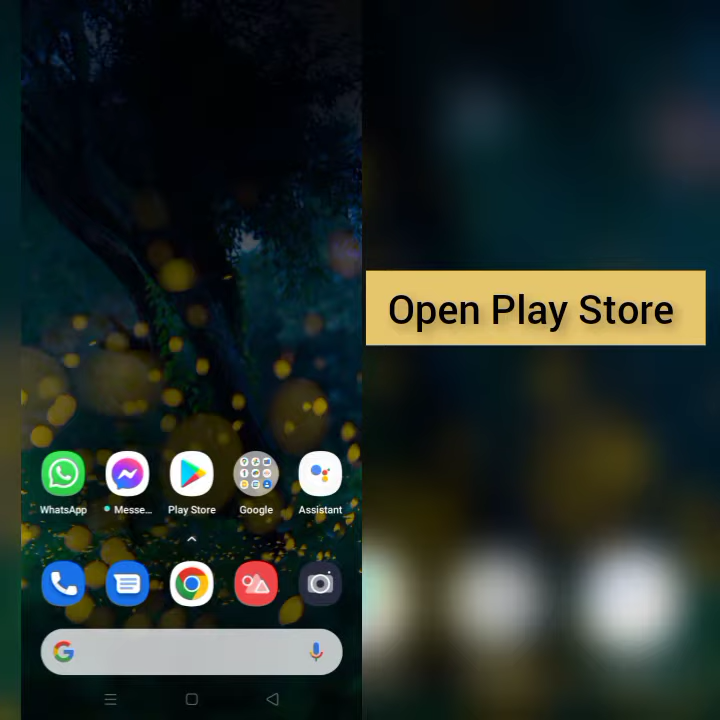 Open Play Store
WhatsApp
Messe...
Play Store
Google
Assistant